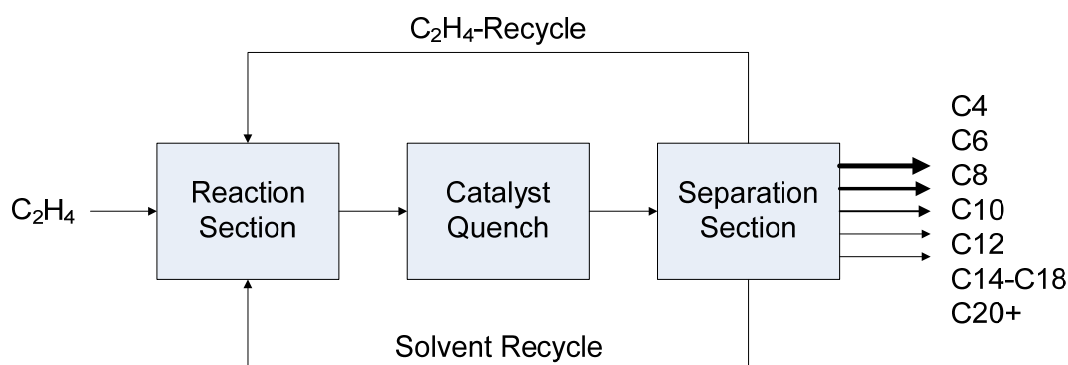 C₂H₄-Recycle
C₂H₄
Reaction
Section
Catalyst
Quench
Separation
Section
C4
C6
C8
C10
C12
C14-C18
C20+
Solvent Recycle